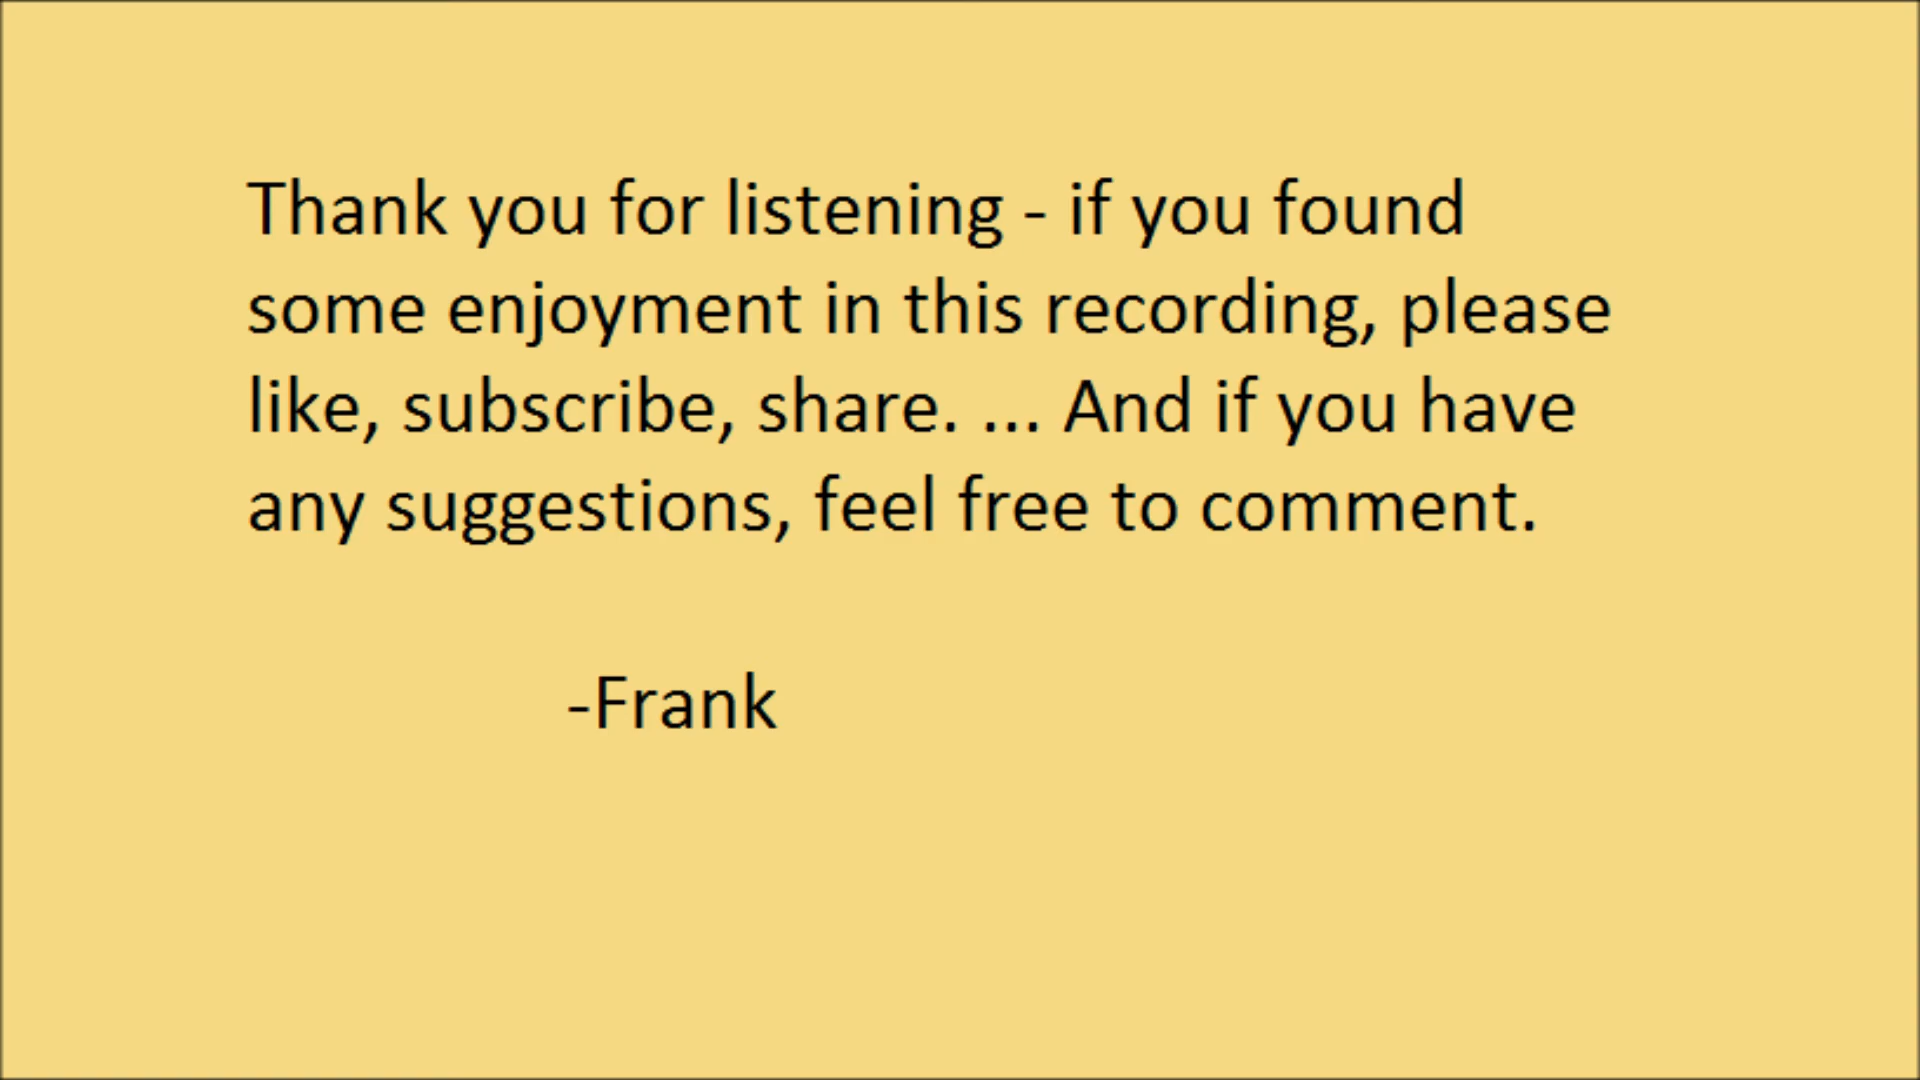 Thank you for listening - if you found
some enjoyment in this recording, please
like, subscribe, share. ... And if you have
any suggestions, feel free to comment.
-Frank